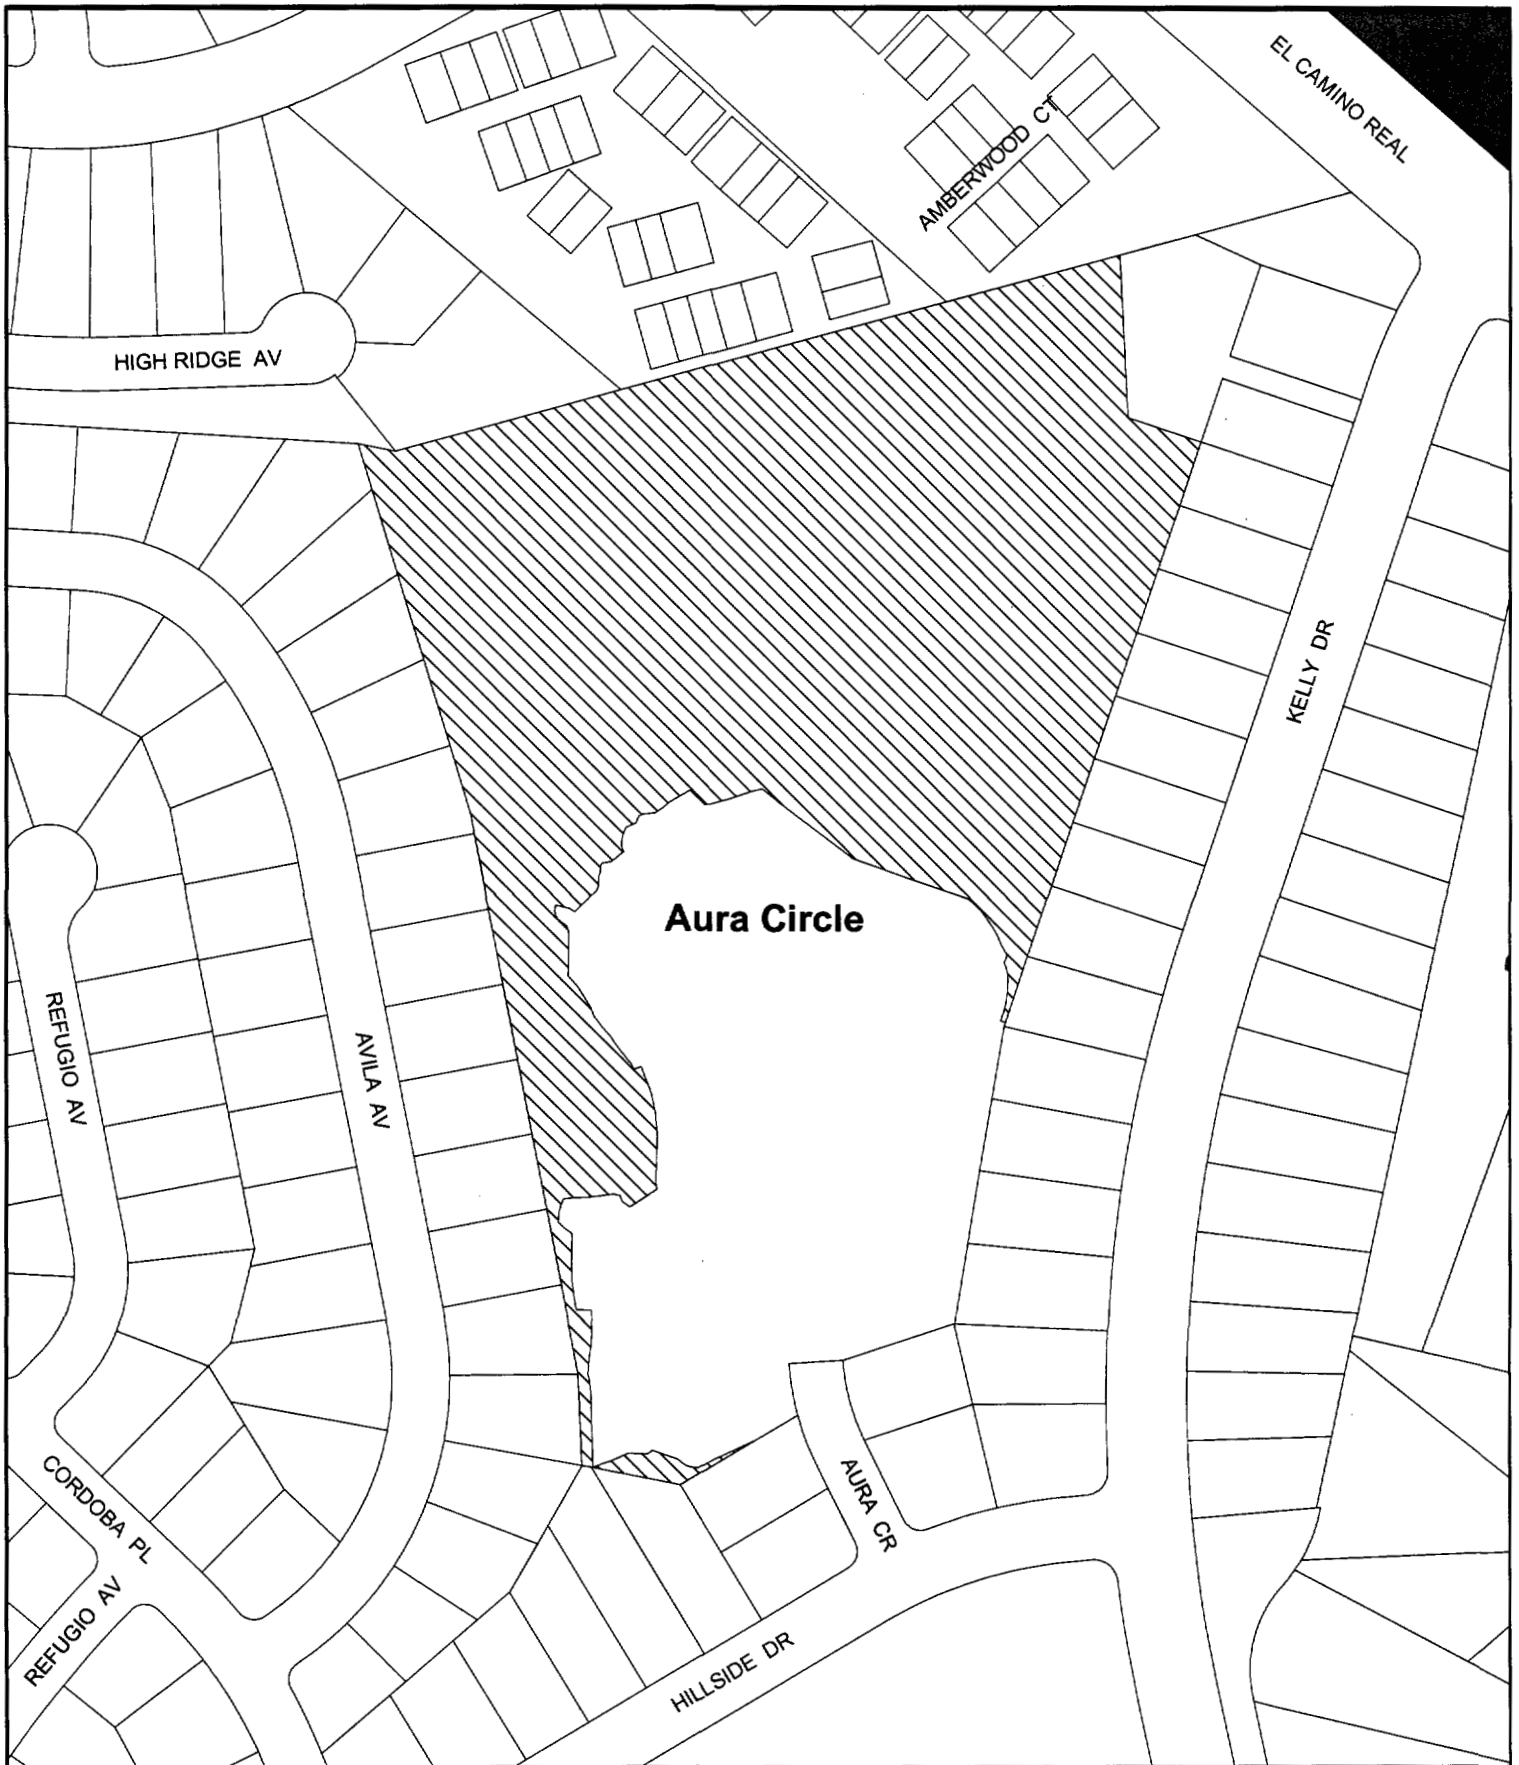 EL CAMINO REAL
AMBERWOOD CT
HIGH RIDGE AV
KELLY DR
Aura Circle
REFUGIO AV
AVILA AV
CORDOBA PL
AURA CR
REFUGIO AV
HILLSIDE DR